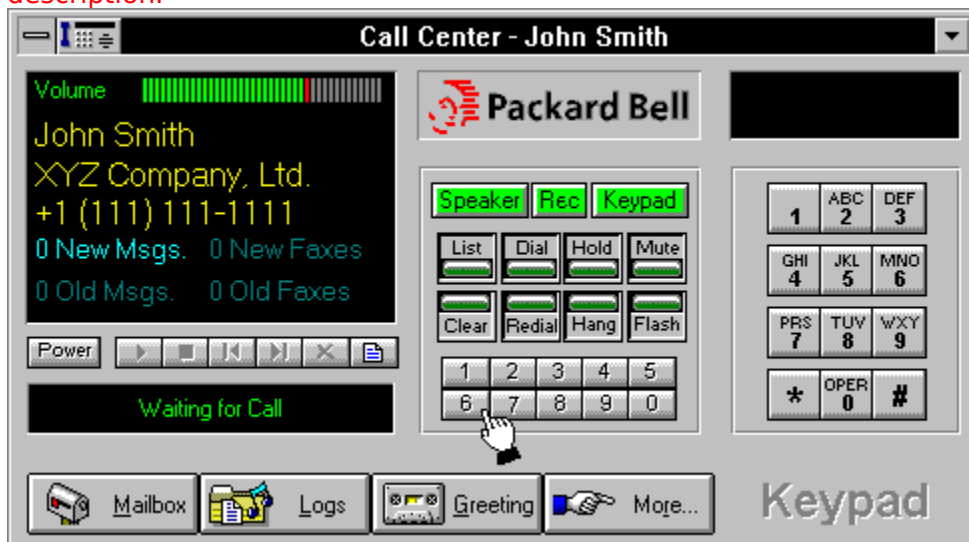 description.
Call Center - John Smith
Volume
John Smith
XYZ Company, Ltd.
+1 (111) 111-1111
0 New Msgs. 0 New Faxes
0 Old Msgs. 0 Old Faxes
Power
Waiting for Call
Packard Bell
Speaker Rec Keypad
List Dial Hold Mute
Clear Redial Hang Flash
1 2 3 4 5
6 7 8 9 0
ABC DEF
1 2 3
GHI JKL MNO
4 5 6
PRS TUV WXY
7 8 9
OPER
* 0 #
Mailbox Logs Greeting More...
Keypad